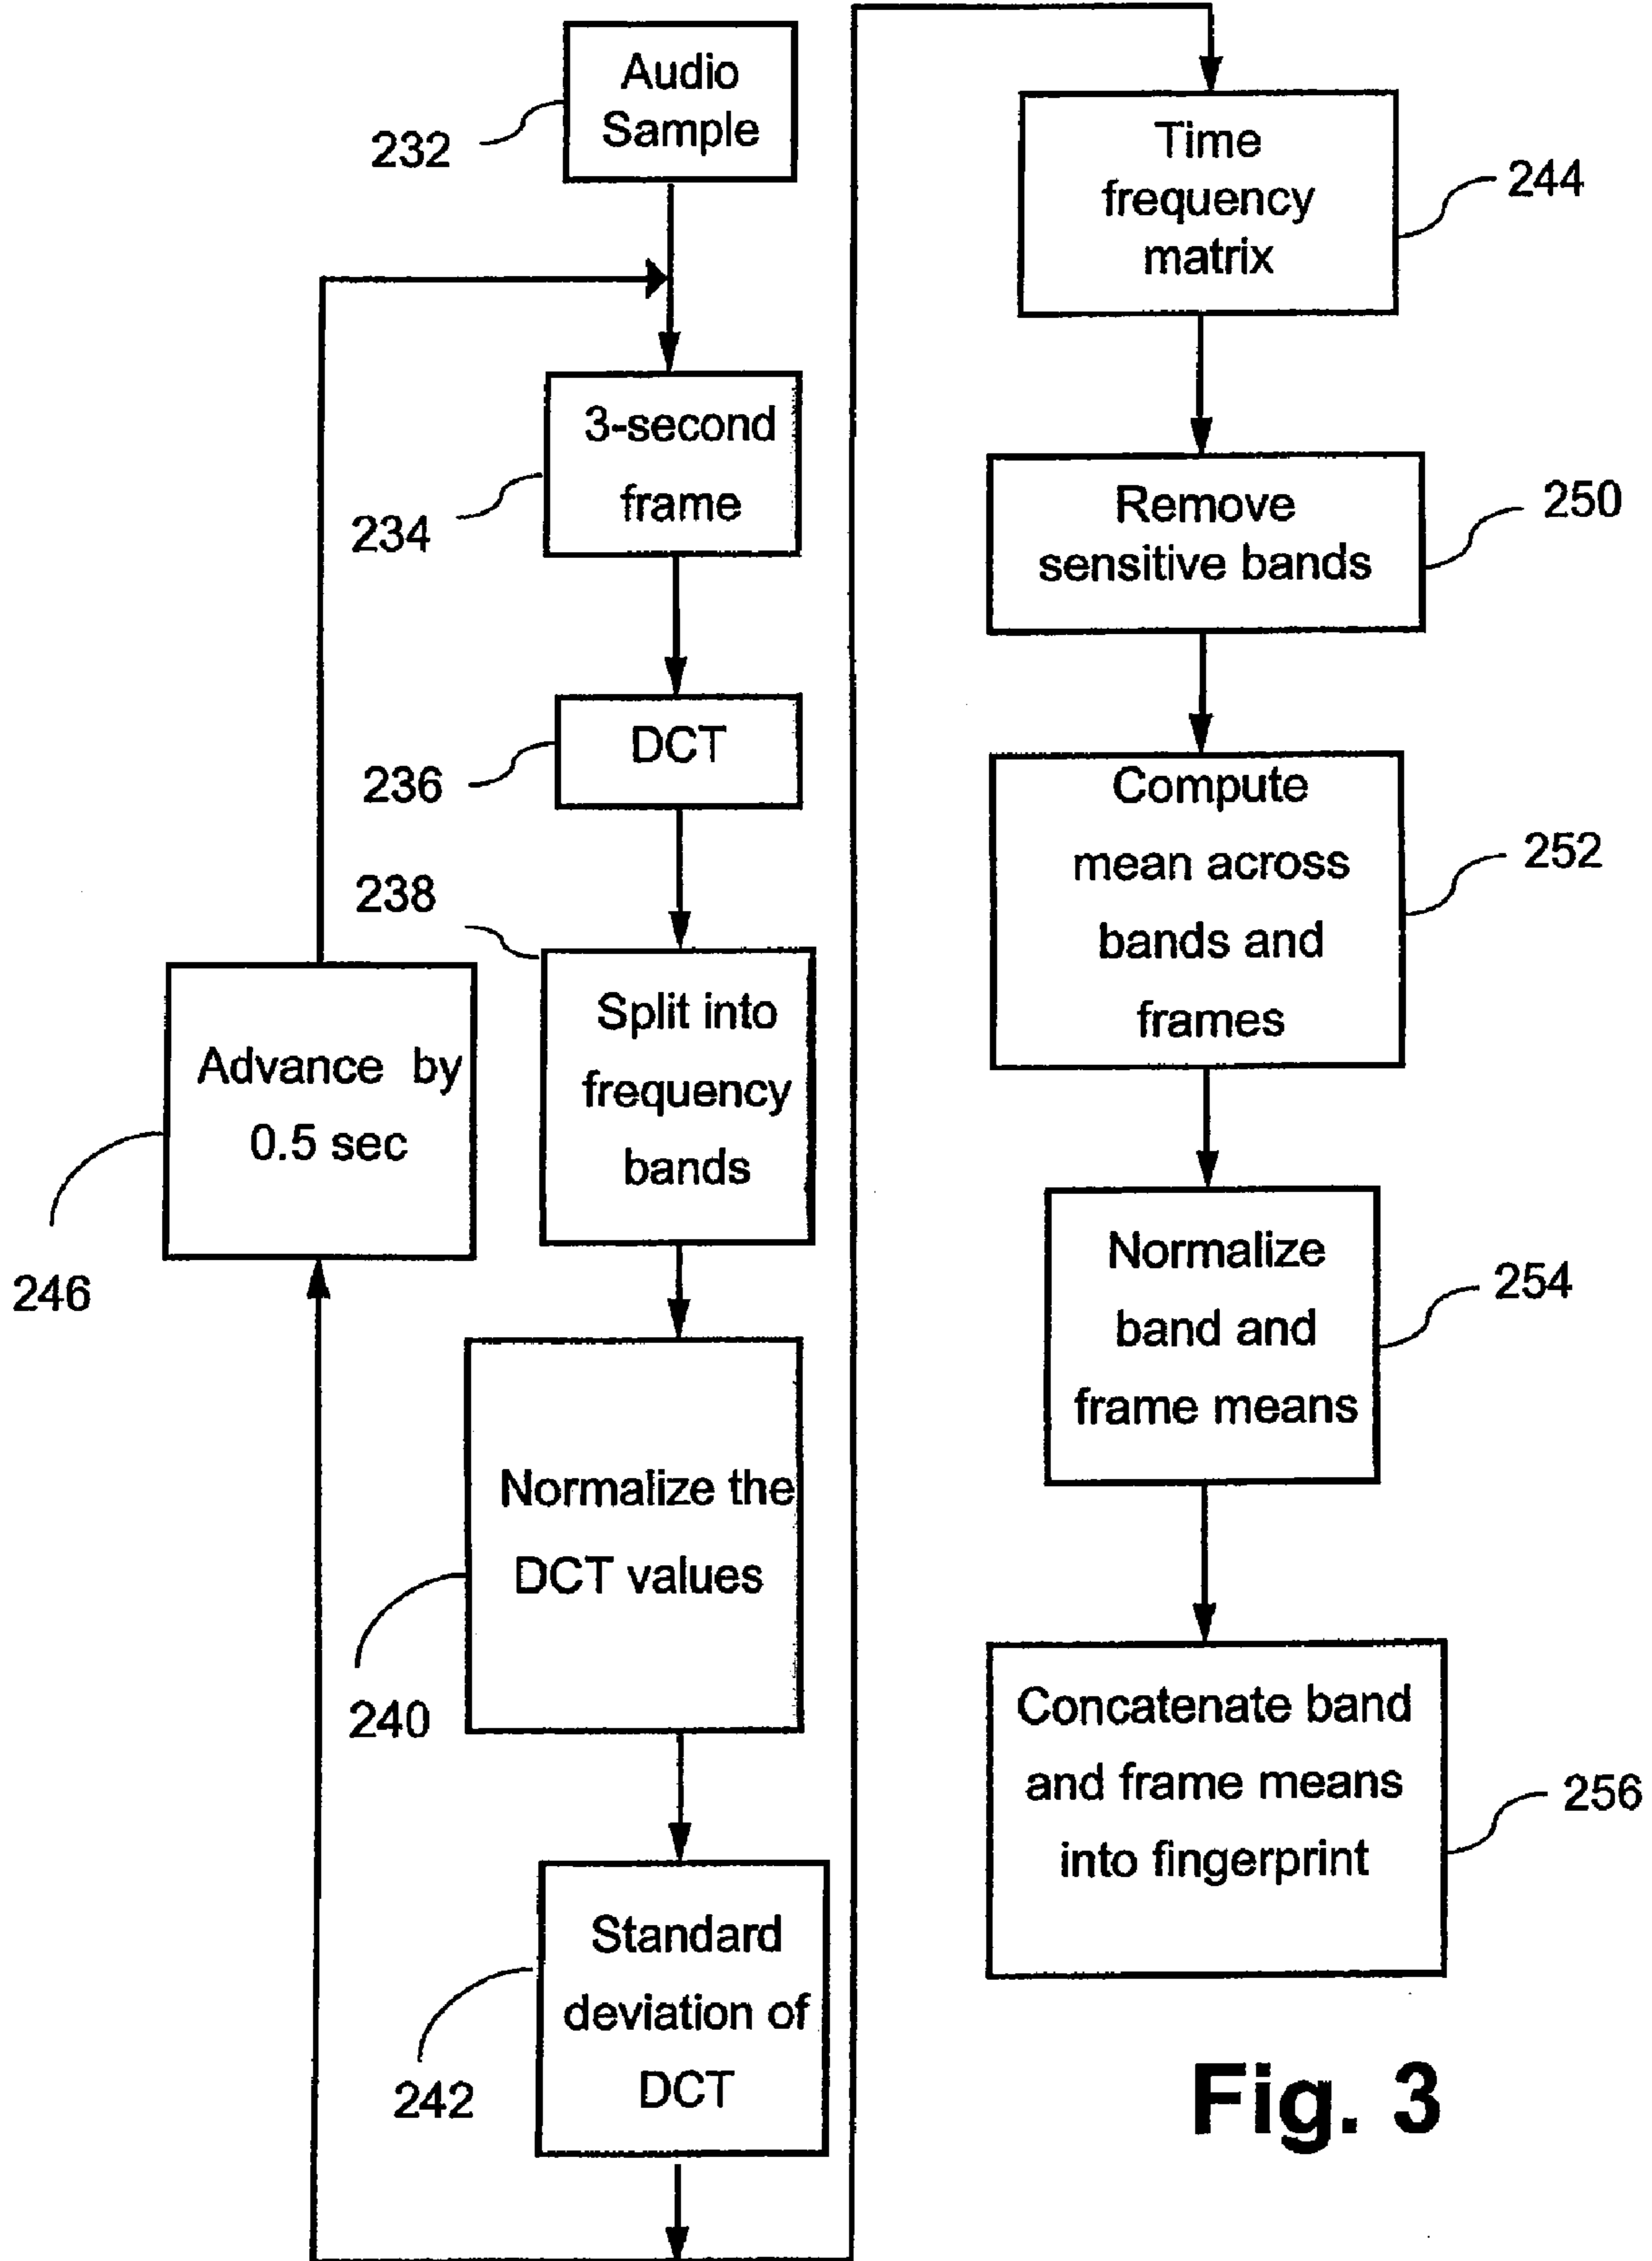 Audio
Sample
232
3-second
frame
234
DCT
236
238
Split into
frequency
bands
Advance by
0.5 sec
246
Normalize the
DCT values
240
Standard
deviation of
DCT
242
Time
frequency
matrix
244
Remove
sensitive bands
250
Compute
mean across
bands and
frames
252
Normalize
band and
frame means
254
Concatenate band
and frame means
into fingerprint
256
Fig. 3